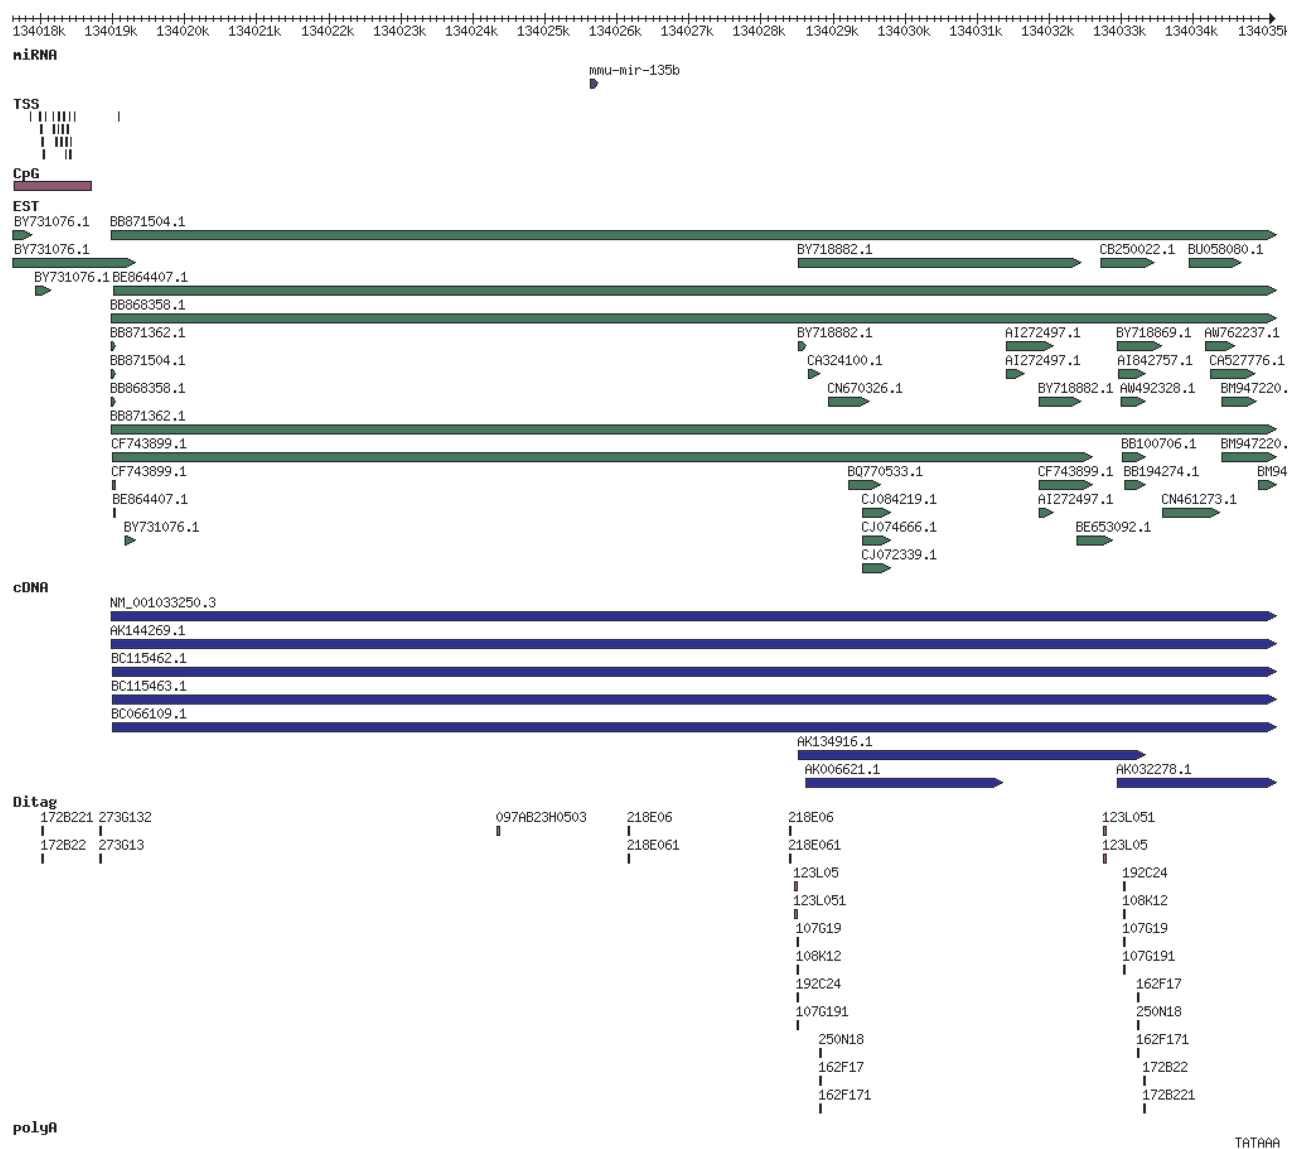 134018k 134019k 134020k 134021k 134022k 134023k 134024k 134025k 134026k 134027k 134028k 134029k 134030k 134031k 134032k 134033k 134034k 134035k
miRNA
mmu-mir-135b
TSS
CpG
EST
BY731076.1 BB871504.1
BY731076.1 BY718882.1 CB250022.1 BU058080.1
BY731076.1 BE864407.1
BB868358.1
BB871362.1 BY718882.1 AI272497.1 BY718869.1 AW762237.1
BB871504.1 CA324100.1 AI272497.1 AI842757.1 CA527776.1
BB868358.1 CN670326.1 BY718882.1 AW492328.1 BM947220.
BB871362.1
CF743899.1 BB100706.1 BM947220.
CF743899.1 BQ770533.1 CF743899.1 BB194274.1 BM94
BE864407.1 CJ084219.1 AI272497.1 CN461273.1
BY731076.1 CJ074666.1 BE653092.1
CJ072339.1
cDNA
NM_001033250.3
AK144269.1
BC115462.1
BC115463.1
BC066109.1
AK134916.1
AK006621.1 AK032278.1
Ditag
172B221 273G132 097AB23H0503 218E06 218E06 123L051
172B22 273G13 218E061 218E061 123L05
123L05 192C24
123L051 108K12
107G19 107G19
108K12 107G191
192C24 162F17
107G191 250N18
250N18 162F171
162F17 172B22
162F171 172B221
polyA
TATAAA